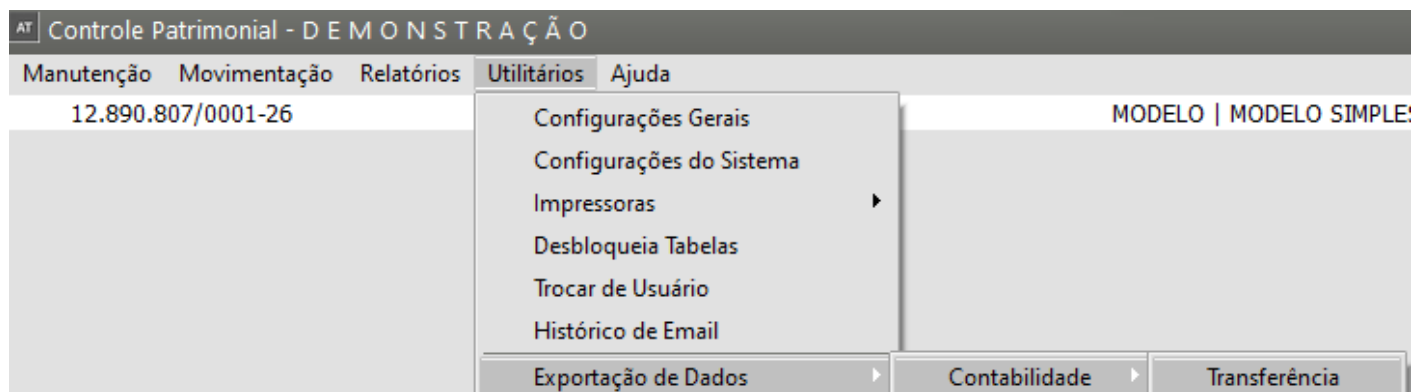 AT Controle Patrimonial - D E M O N S T R A Ç Ã O
Manutenção Movimentação Relatórios Utilitários Ajuda
12.890.807/0001-26 MODELO | MODELO SIMPLES
Configurações Gerais
Configurações do Sistema
Impressoras
Desbloqueia Tabelas
Trocar de Usuário
Histórico de Email
Exportação de Dados Contabilidade Transferência